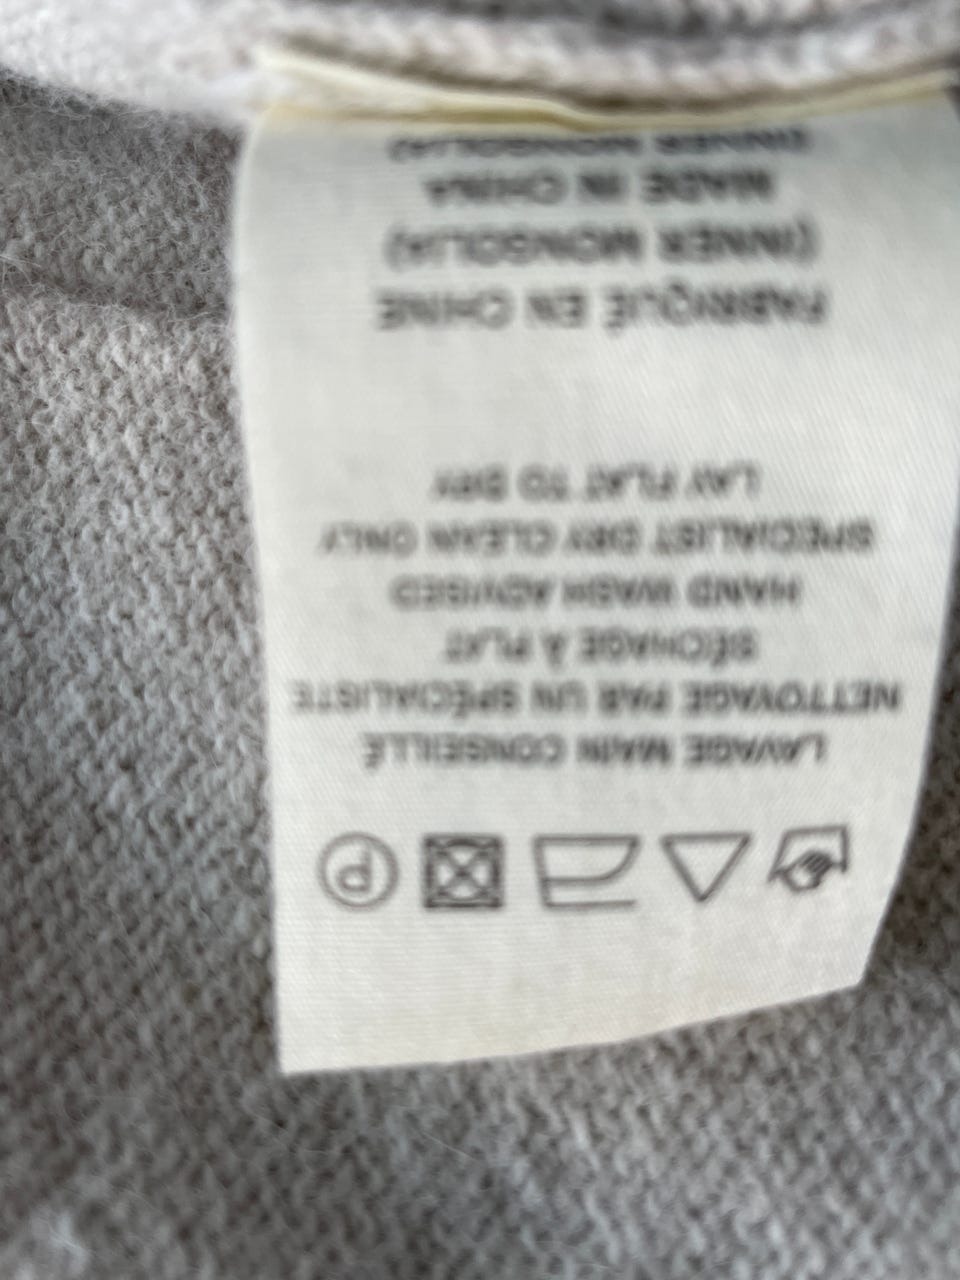 P
LAVAGE MAIN CONSEILLÉ
NETTOYAGE PAR UN SPÉCIALISTE
SÉCHAGE À PLAT
HAND WASH ADVISED
SPECIALIST DRY CLEAN ONLY
LAY FLAT TO DRY
FABRIQUÉ EN CHINE
(INNER MONGOLIA)
MADE IN CHINA
(INNER MONGOLIA)